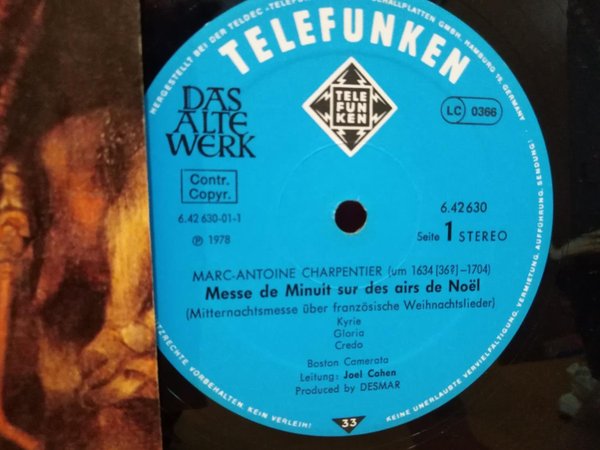 HERGESTELLT BEI DER TELDEC »TELEFUNKEN
SCHALLPLATTEN GMBH, HAMBURG 19, GERMANY
TELEFUNKEN
DAS
ALTE
WERK
TELE
FUN
KEN
LC 0366
Contr.
Copyr.
6.42 630-01-1
Ⓟ 1978
6.42630
Seite 1 STEREO
MARC-ANTOINE CHARPENTIER (um 1634 [36?]-1704)
Messe de Minuit sur des airs de Noël
(Mitternachtsmesse über französische Weihnachtslieder)
Kyrie
Gloria
Credo
Boston Camerata
Leitung: Joel Cohen
Produced by DESMAR
33
RECHTE VORBEHALTEN KEIN VERLEIH!
KEINE UNERLAUBTE VERVIELFÄLTIGUNG, VERMIETUNG, AUFFÜHRUNG, SENDUNG!